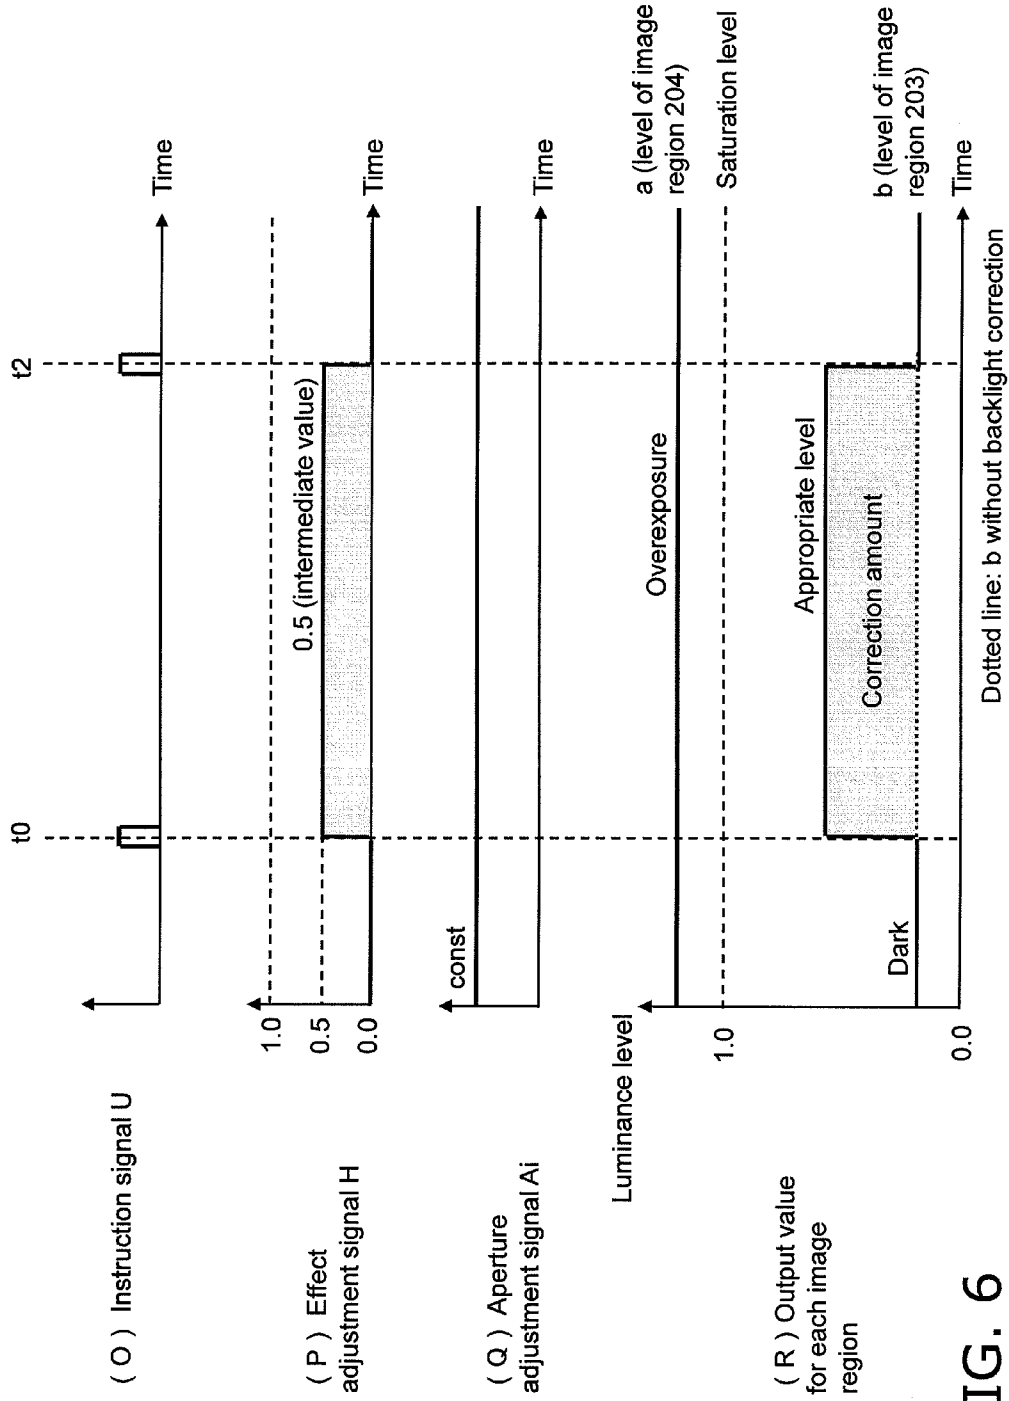 t0
t2
( O ) Instruction signal U
Time
( P ) Effect
adjustment signal H
1.0
0.5
0.0
0.5 (intermediate value)
Time
( Q ) Aperture
adjustment signal Ai
const
Time
Luminance level
( R ) Output value
for each image
region
1.0
0.0
Overexposure
a (level of image
region 204)
Saturation level
Dark
Appropriate level
Correction amount
b (level of image
region 203)
Time
Dotted line: b without backlight correction
IG. 6